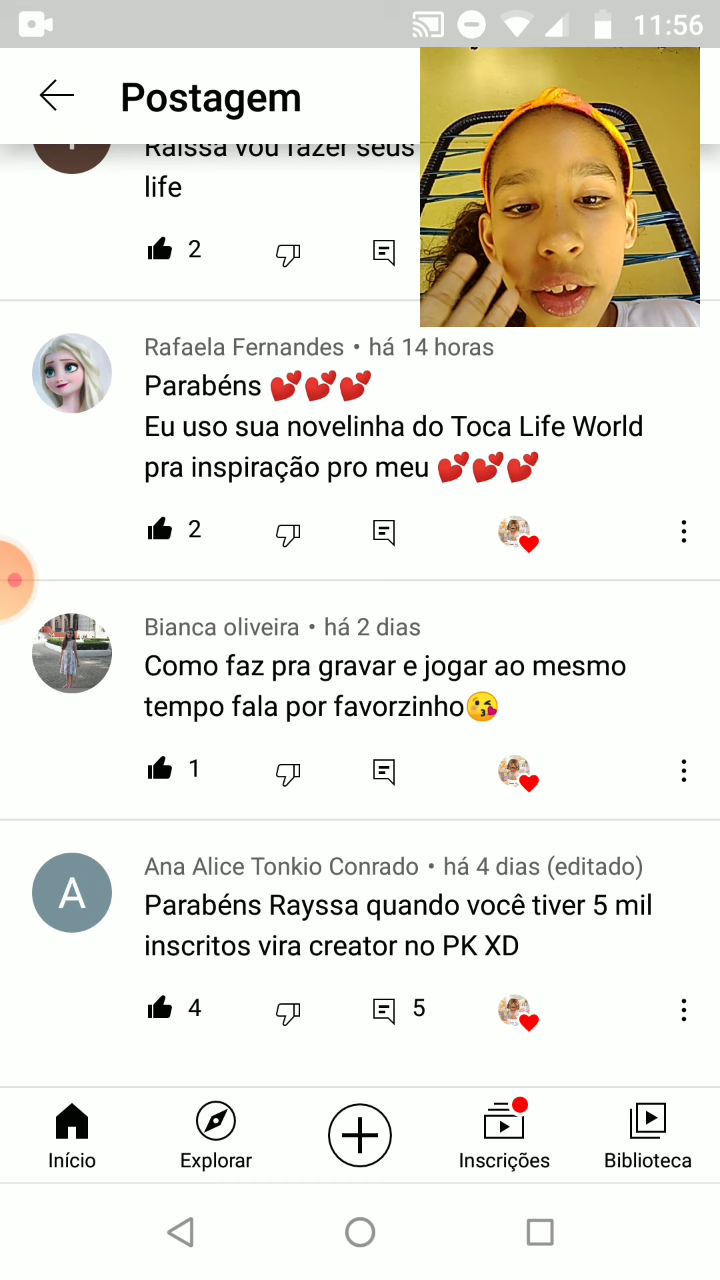 11:56
Postagem
Raissa vou fazer seus
life
2
Rafaela Fernandes • há 14 horas
Parabéns 💕💕💕
Eu uso sua novelinha do Toca Life World
pra inspiração pro meu 💕💕💕
2
Bianca oliveira • há 2 dias
Como faz pra gravar e jogar ao mesmo
tempo fala por favorzinho😘
1
A
Ana Alice Tonkio Conrado • há 4 dias (editado)
Parabéns Rayssa quando você tiver 5 mil
inscritos vira creator no PK XD
4 5
Início Explorar Inscrições Biblioteca